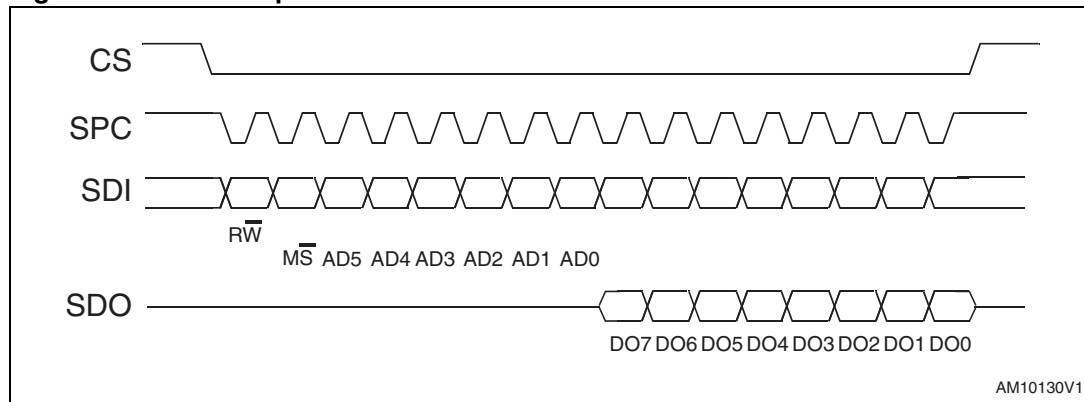 CS
SPC
SDI
RW̅
MS̅ AD5 AD4 AD3 AD2 AD1 AD0
SDO
DO7 DO6 DO5 DO4 DO3 DO2 DO1 DO0
AM10130V1